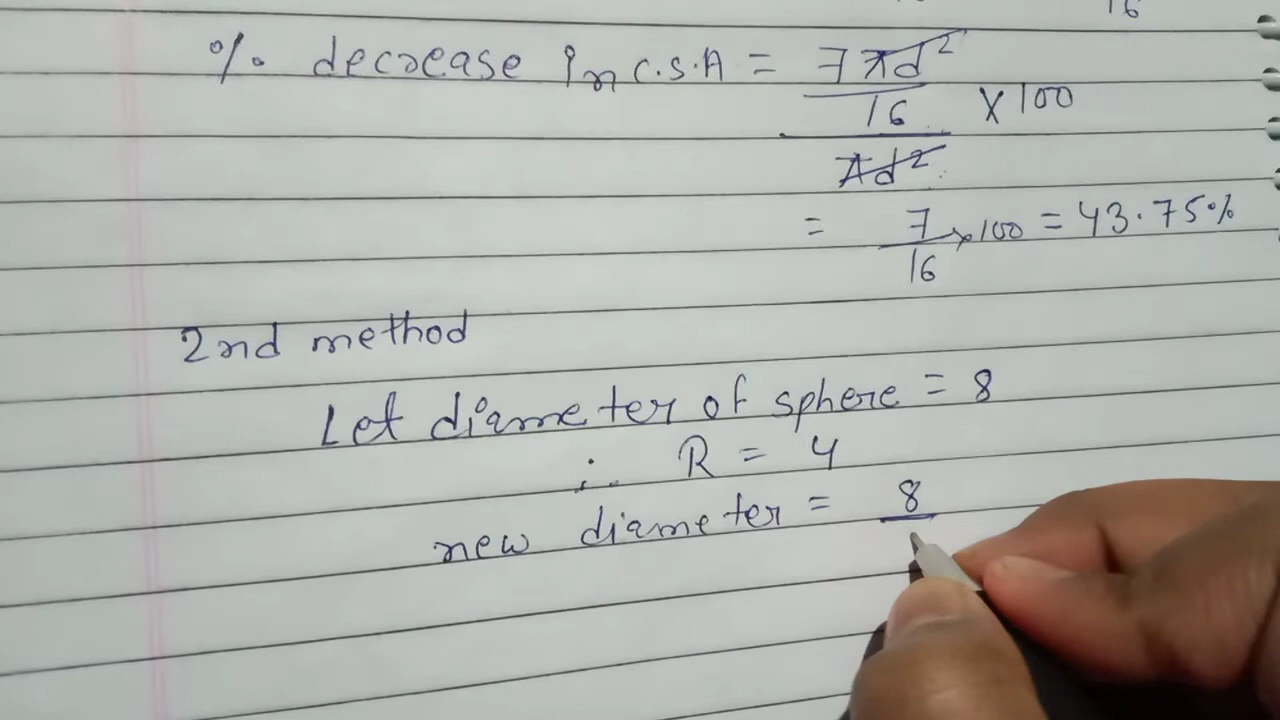 16
% decrease in C.S.A = 7πd²
16 × 100
πd²
= 7 × 100 = 43.75%
16
2nd method
Let diameter of sphere = 8
∴ R = 4
new diameter = 8